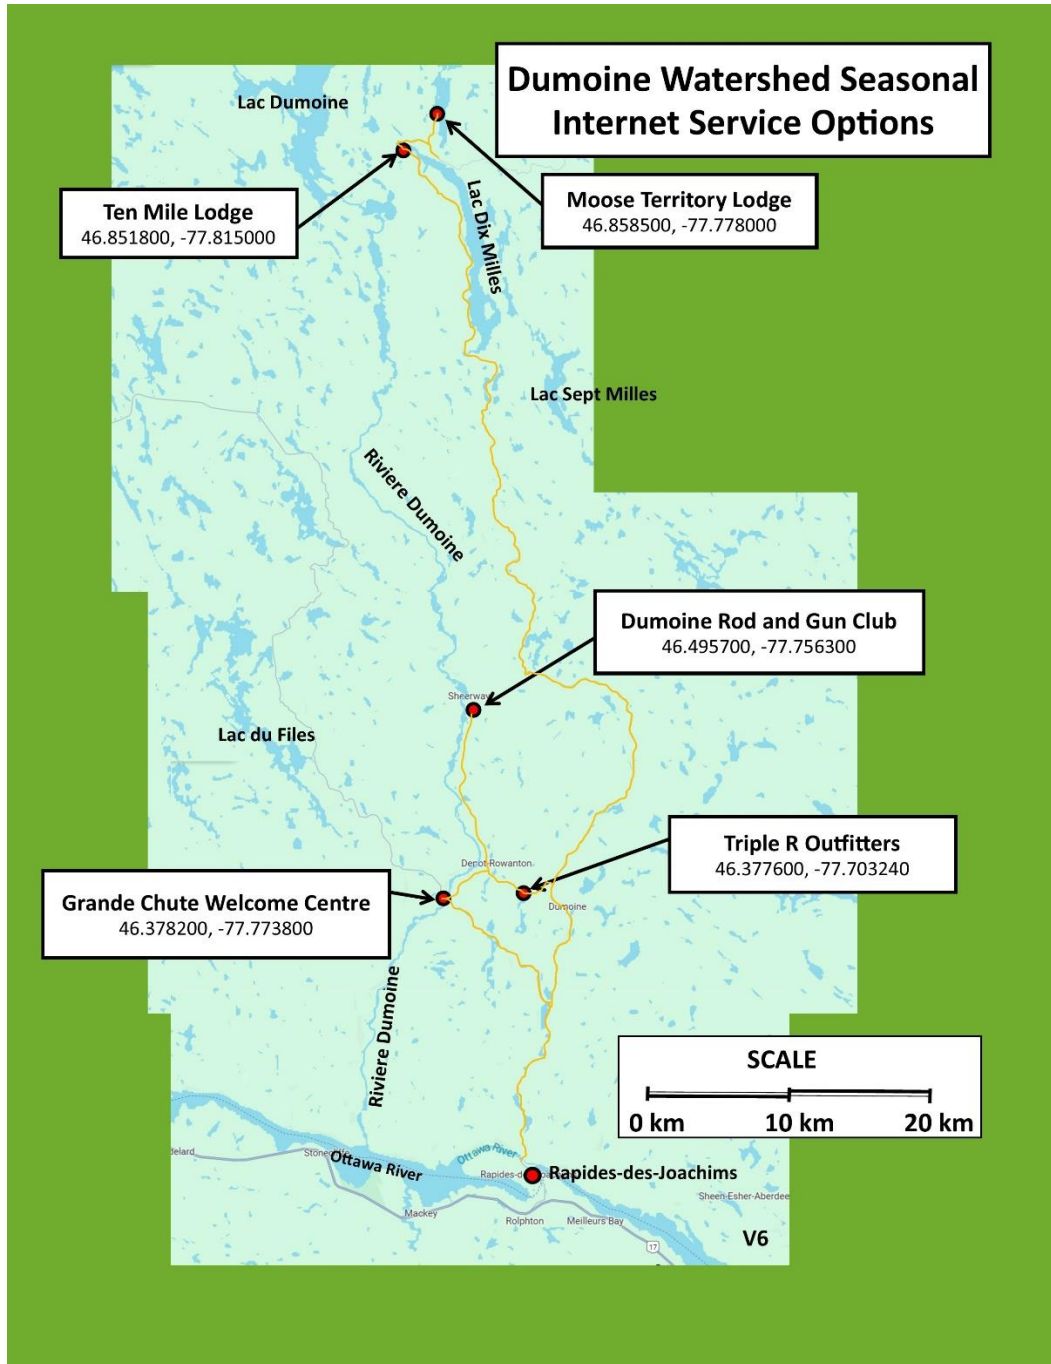 Dumoine Watershed Seasonal
Internet Service Options
Lac Dumoine
Moose Territory Lodge
46.858500, -77.778000
Ten Mile Lodge
46.851800, -77.815000
Lac Dix Milles
Lac Sept Milles
Riviere Dumoine
Dumoine Rod and Gun Club
46.495700, -77.756300
Sheerway
Lac du Files
Triple R Outfitters
46.377600, -77.703240
Depot-Rowanton
Grande Chute Welcome Centre
46.378200, -77.773800
Dumoine
Riviere Dumoine
SCALE
0 km 10 km 20 km
Ottawa River
Ottawa River
Rapides-des-Joachims
Sheen-Esher-Aberdee
Mackey
Rolphton
Meilleurs Bay
17
V6